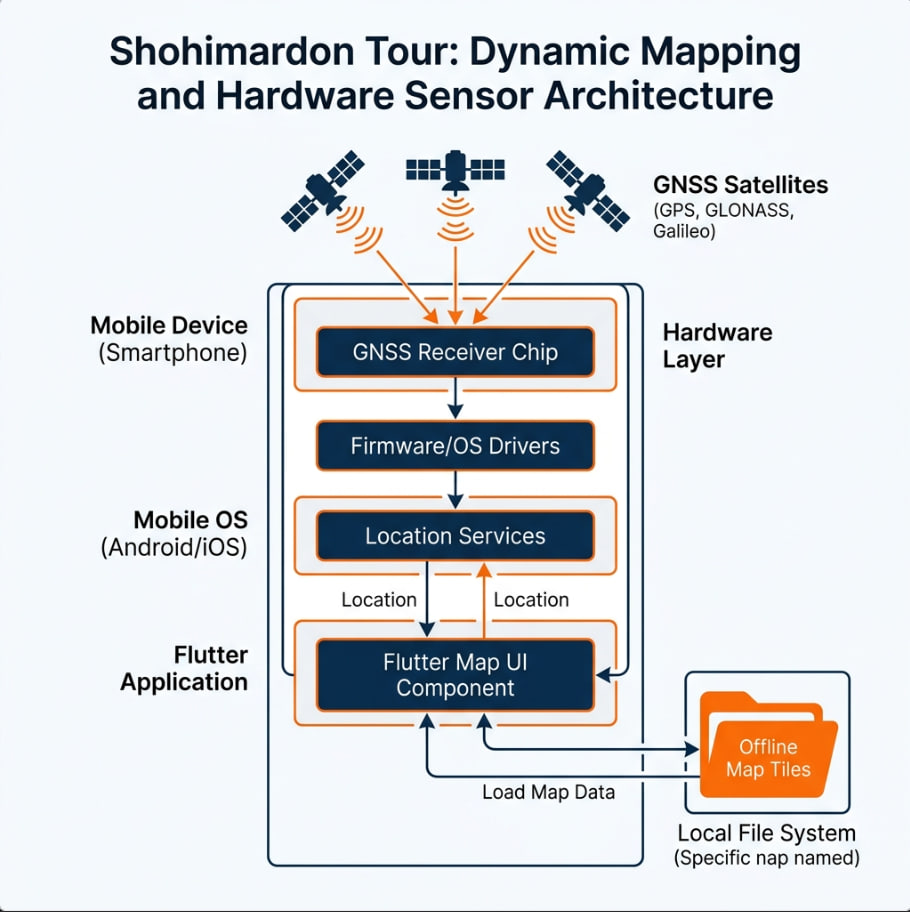 Shohimardon Tour: Dynamic Mapping
and Hardware Sensor Architecture
GNSS Satellites
(GPS, GLONASS,
Galileo)
Mobile Device
(Smartphone)
Hardware
Layer
GNSS Receiver Chip
Firmware/OS Drivers
Mobile OS
(Android/iOS)
Location Services
Location
Location
Flutter
Application
Flutter Map UI
Component
Offline
Map Tiles
Load Map Data
Local File System
(Specific nap named)